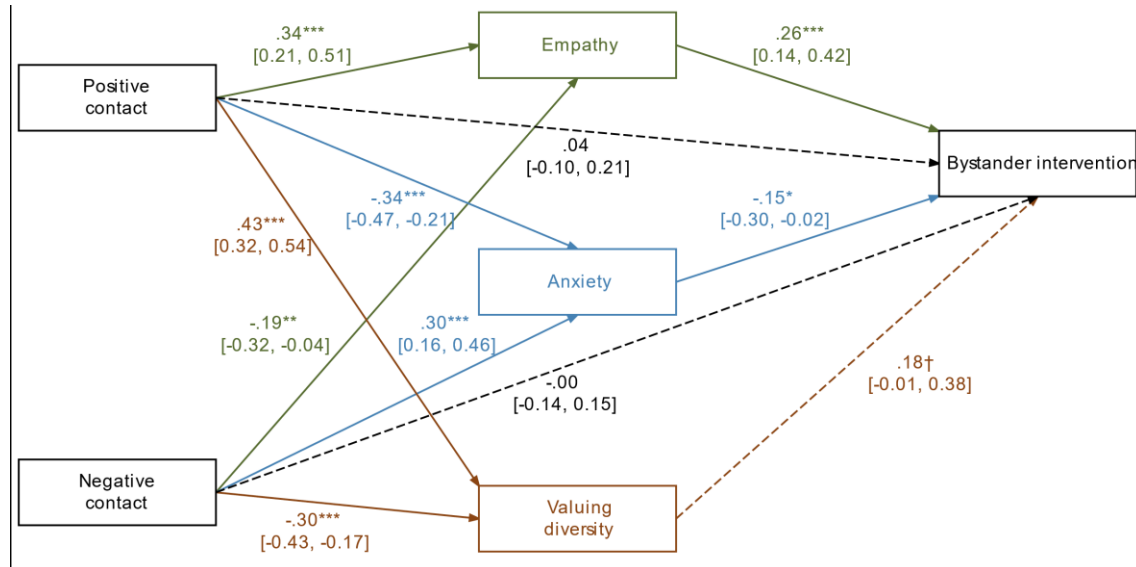 .34***
[0.21, 0.51]
Empathy
.26***
[0.14, 0.42]
Positive
contact
.04
[-0.10, 0.21]
Bystander intervention
-.34***
[-0.47, -0.21]
-.15*
[-0.30, -0.02]
.43***
[0.32, 0.54]
Anxiety
-.19**
[-0.32, -0.04]
.30***
[0.16, 0.46]
-.00
[-0.14, 0.15]
.18†
[-0.01, 0.38]
Negative
contact
Valuing
diversity
-.30***
[-0.43, -0.17]